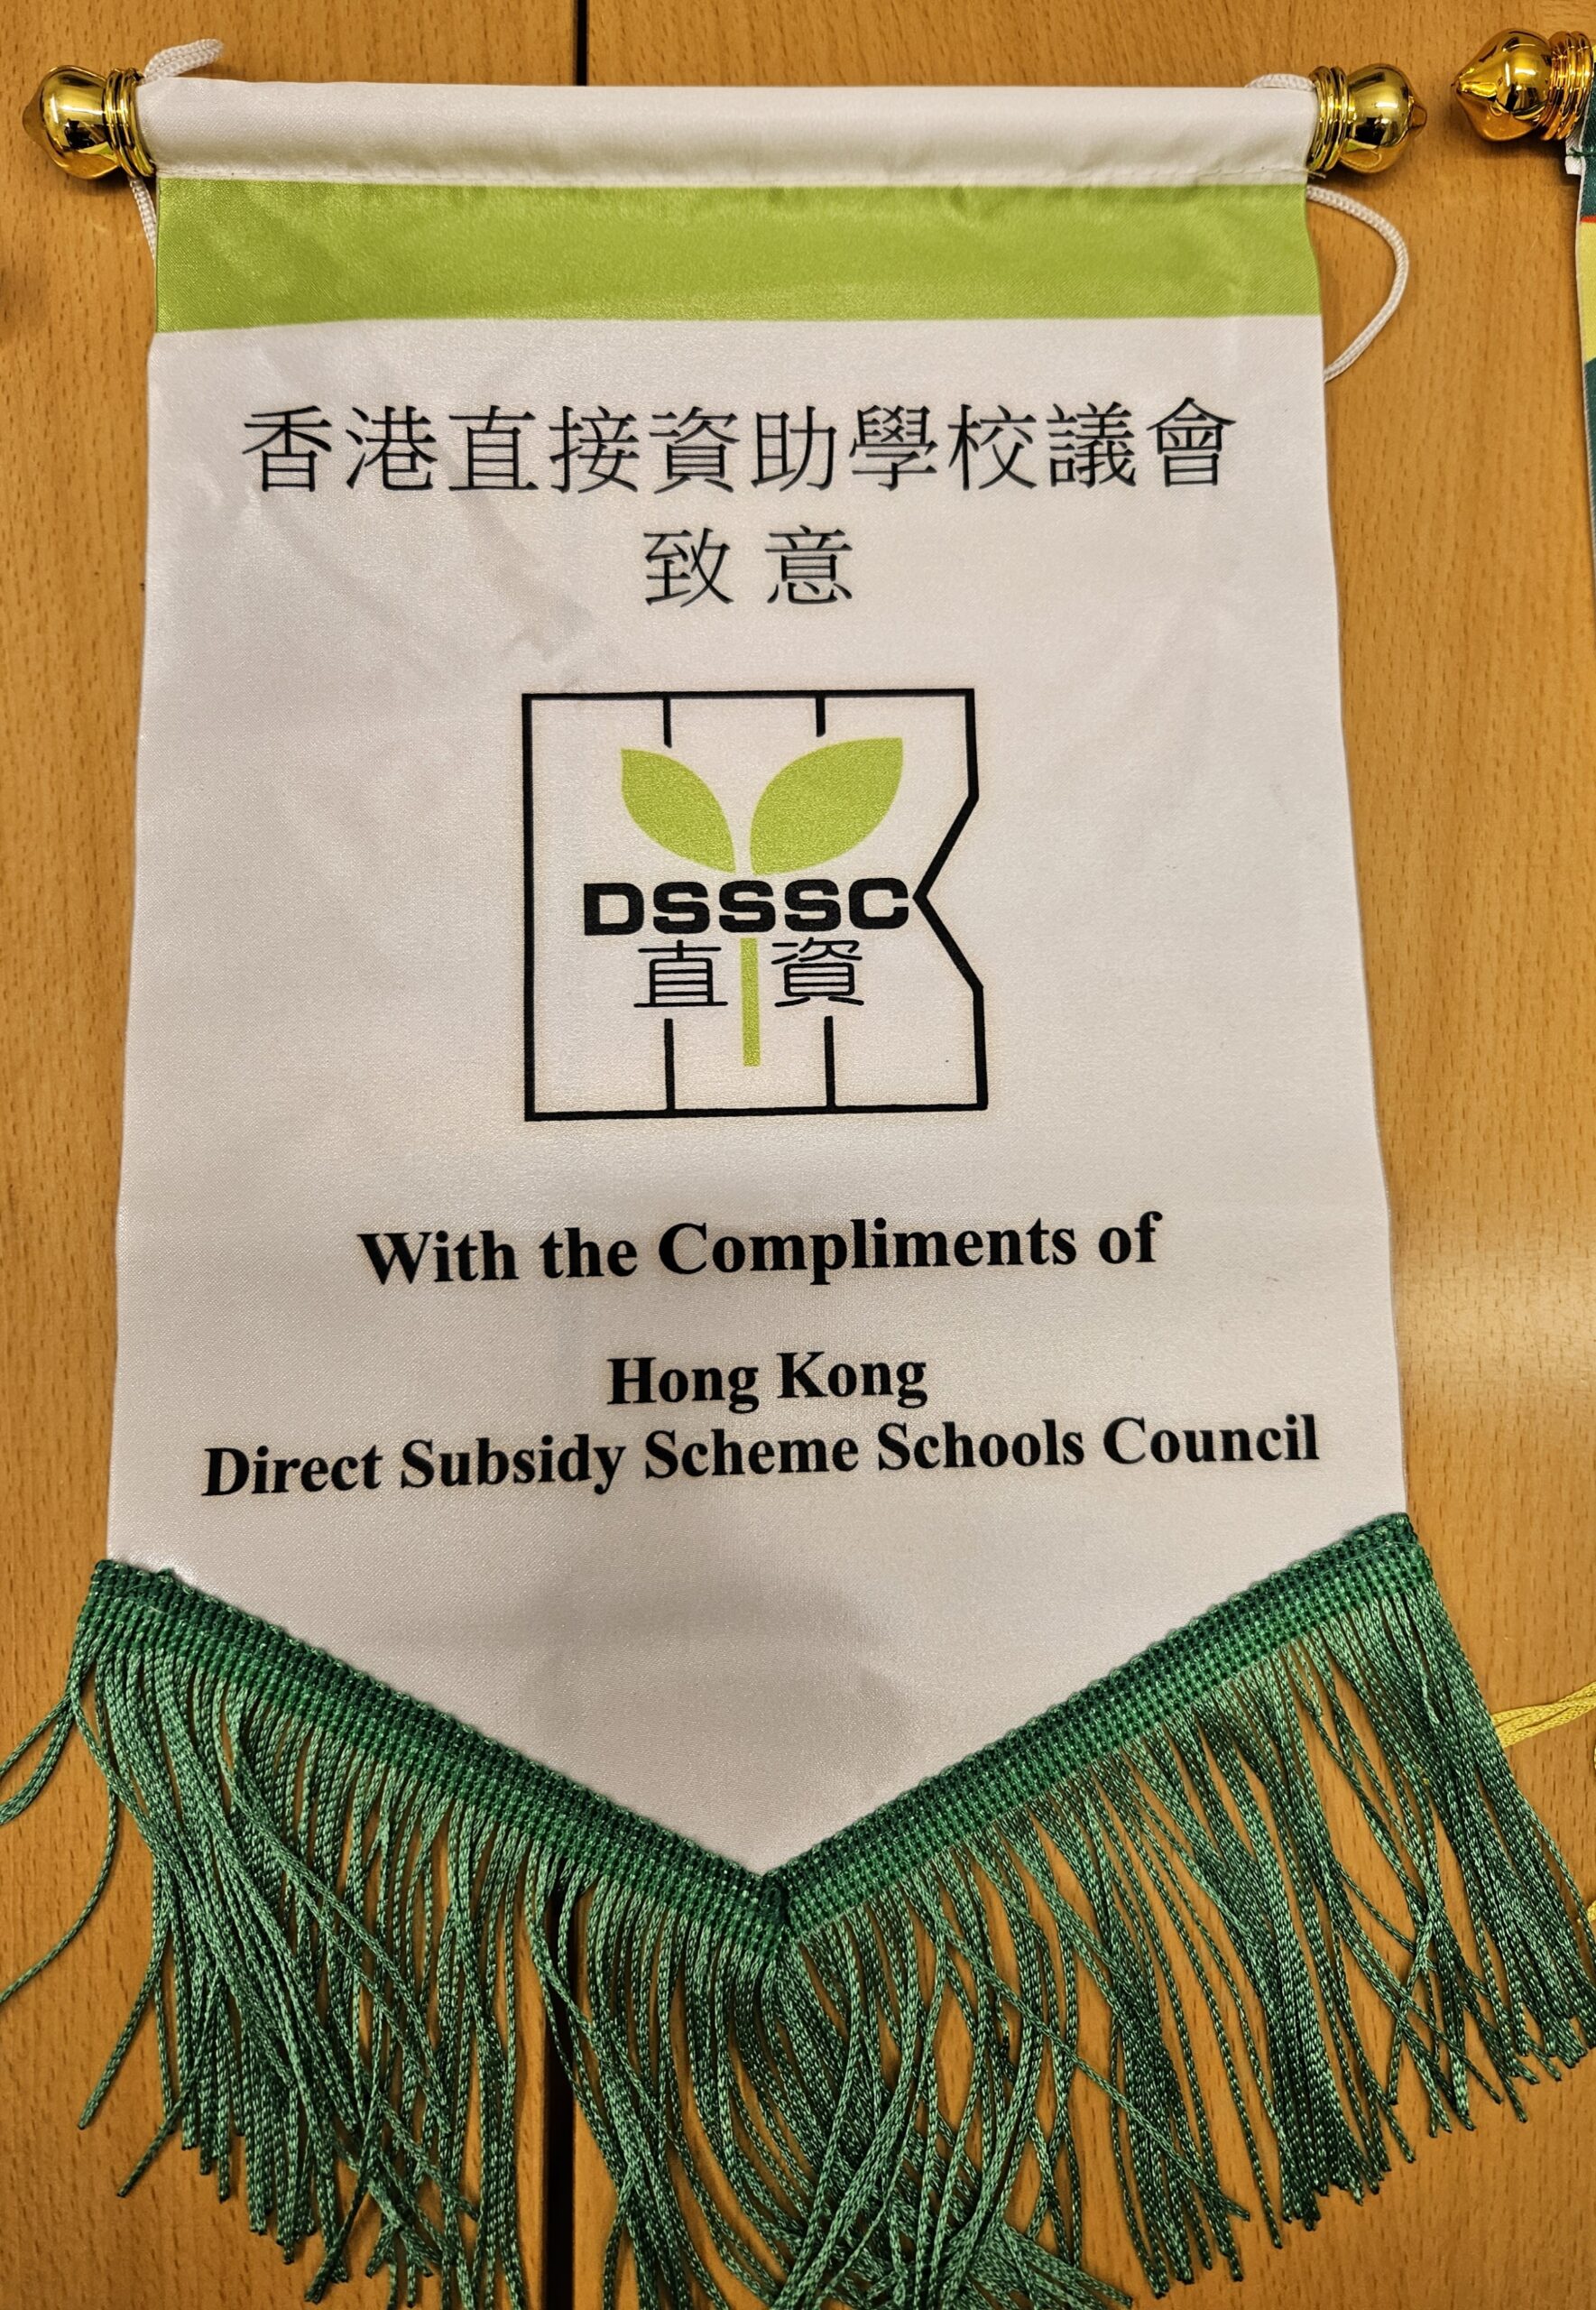 香港直接資助學校議會
致意
DSSSC
直資
With the Compliments of
Hong Kong
Direct Subsidy Scheme Schools Council